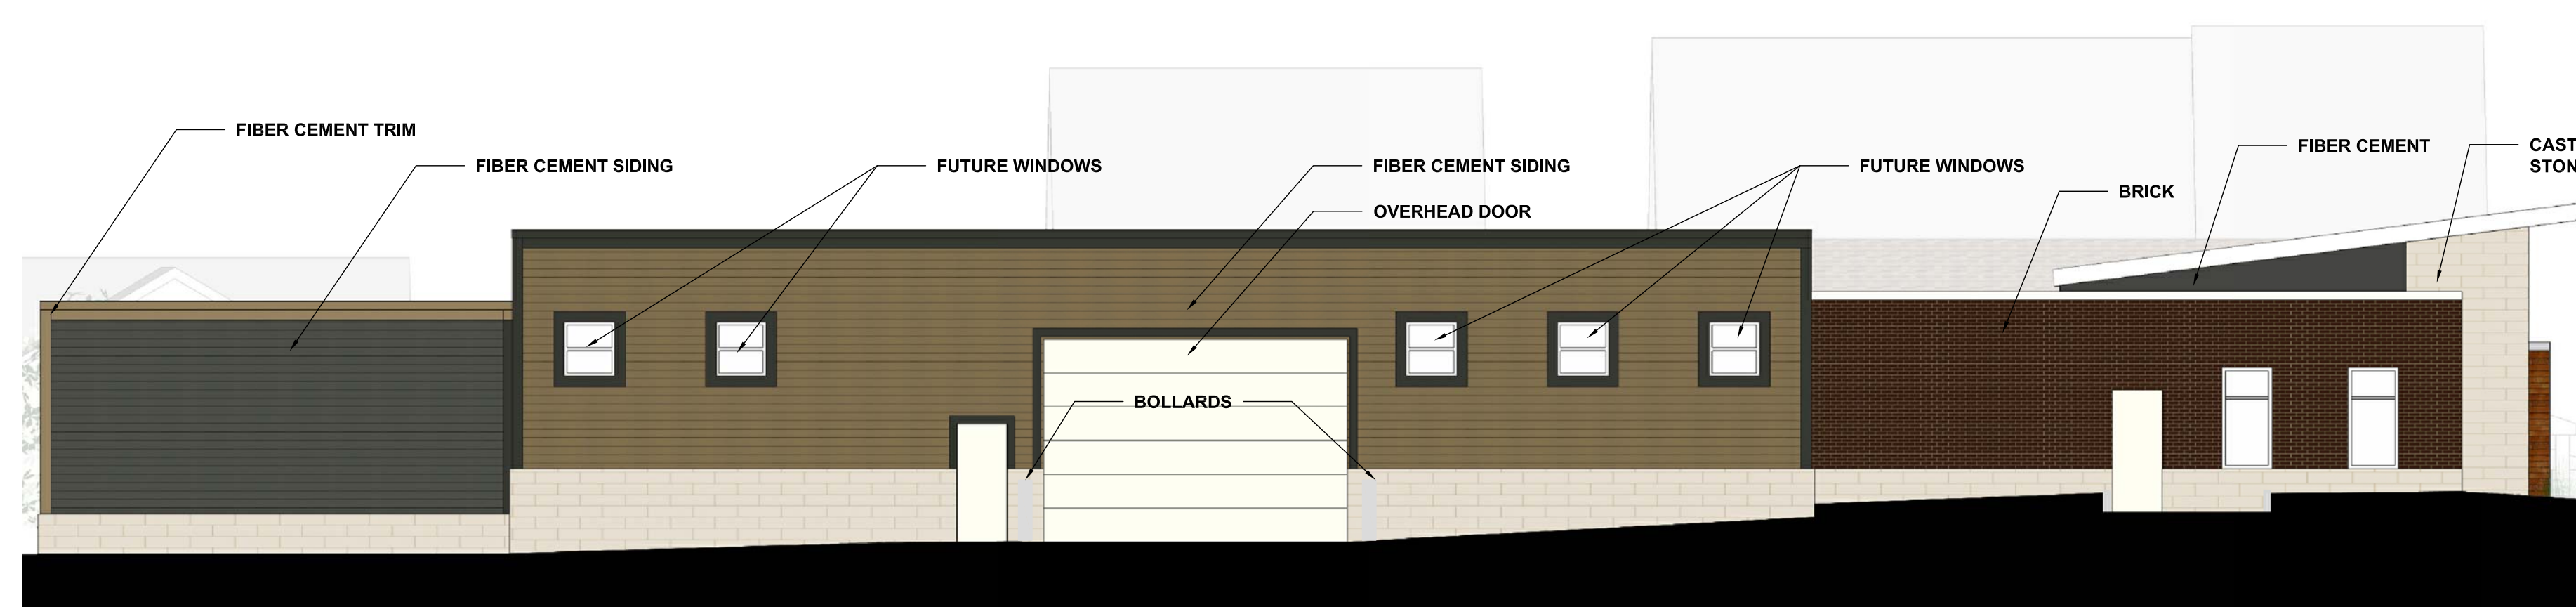 FIBER CEMENT TRIM
FIBER CEMENT SIDING
FUTURE WINDOWS
FIBER CEMENT SIDING
OVERHEAD DOOR
BOLLARDS
FUTURE WINDOWS
BRICK
FIBER CEMENT
CAST
STON